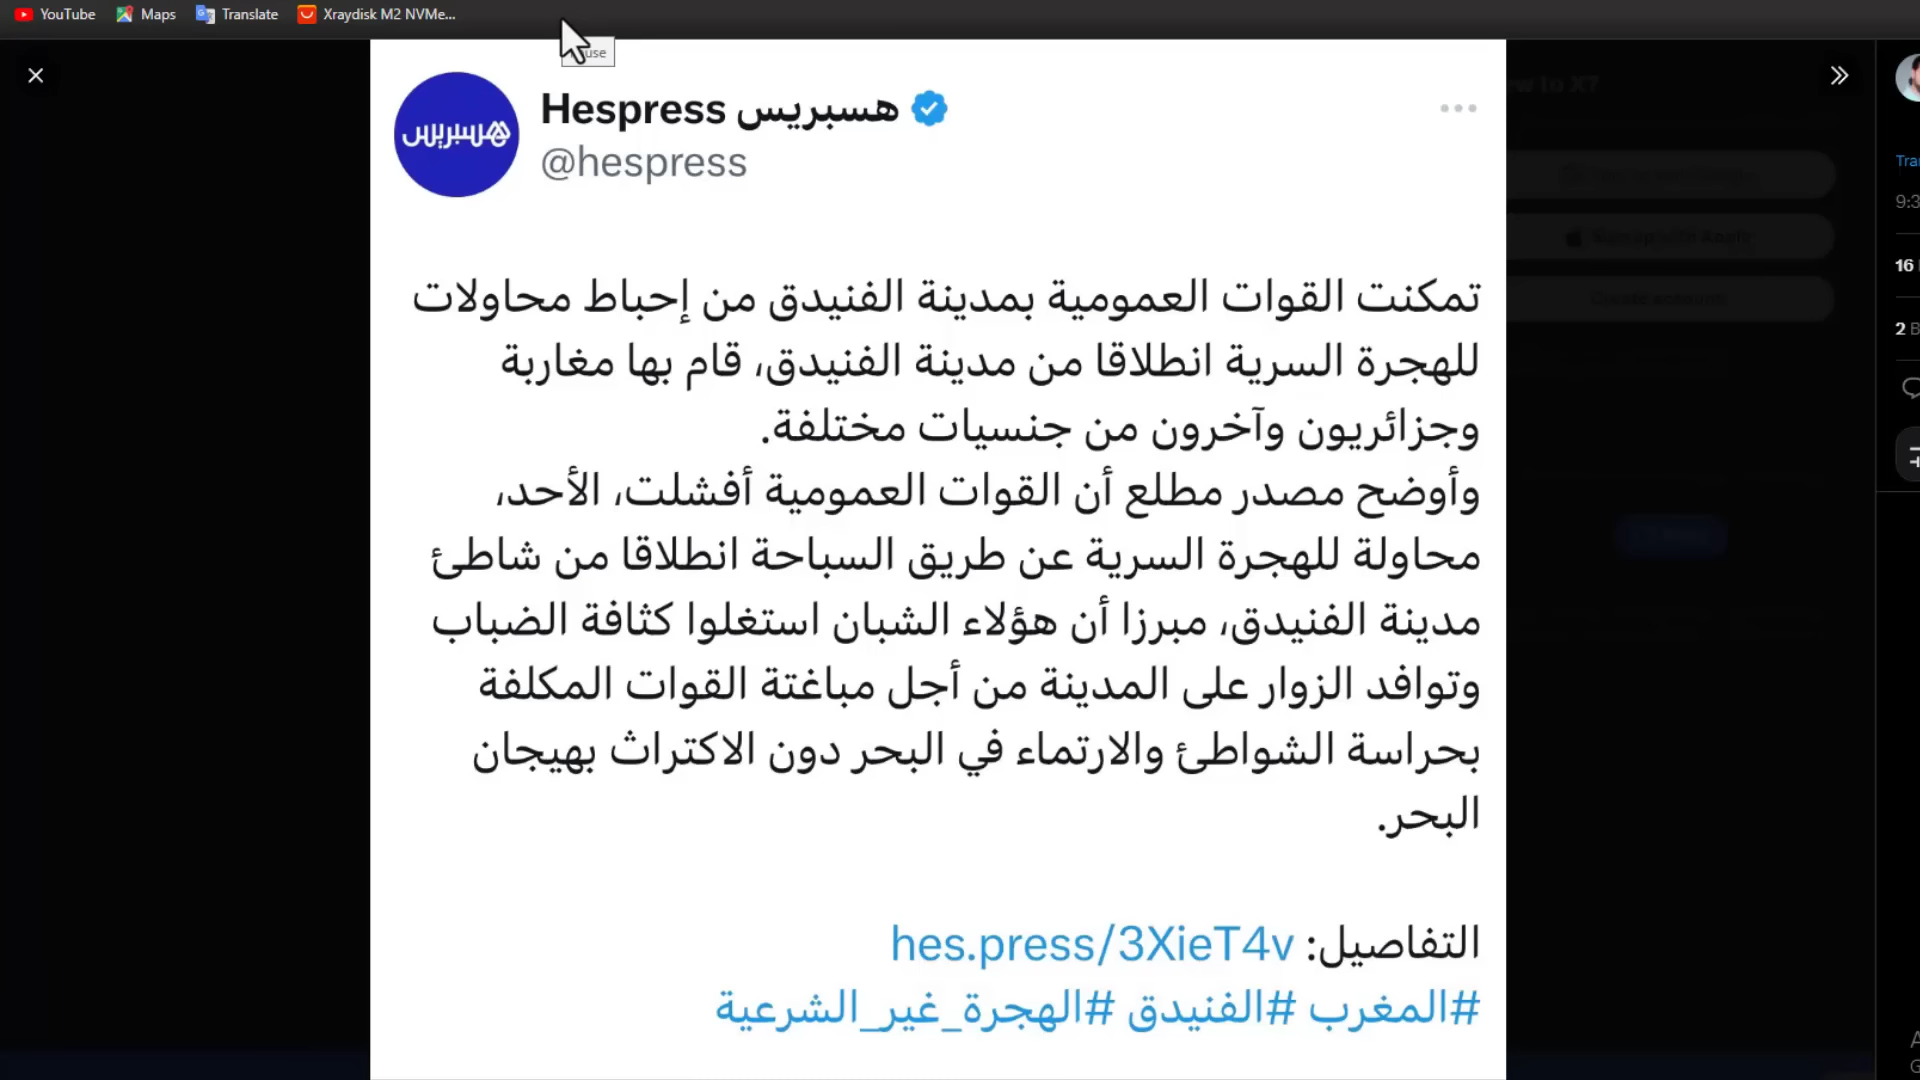 YouTube
Maps
Translate
Xraydisk M2 NVMe...
Hespress هسبريس
@hespress
هسبريس
تمكنت القوات العمومية بمدينة الفنيدق من إحباط محاولات
للهجرة السرية انطلاقا من مدينة الفنيدق، قام بها مغاربة
وجزائريون وآخرون من جنسيات مختلفة.
وأوضح مصدر مطلع أن القوات العمومية أفشلت، الأحد،
محاولة للهجرة السرية عن طريق السباحة انطلاقا من شاطئ
مدينة الفنيدق، مبرزا أن هؤلاء الشبان استغلوا كثافة الضباب
وتوافد الزوار على المدينة من أجل مباغتة القوات المكلفة
بحراسة الشواطئ والارتماء في البحر دون الاكتراث بهيجان
البحر.
التفاصيل: hes.press/3XieT4v
#المغرب #الفنيدق #الهجرة_غير_الشرعية
16
2